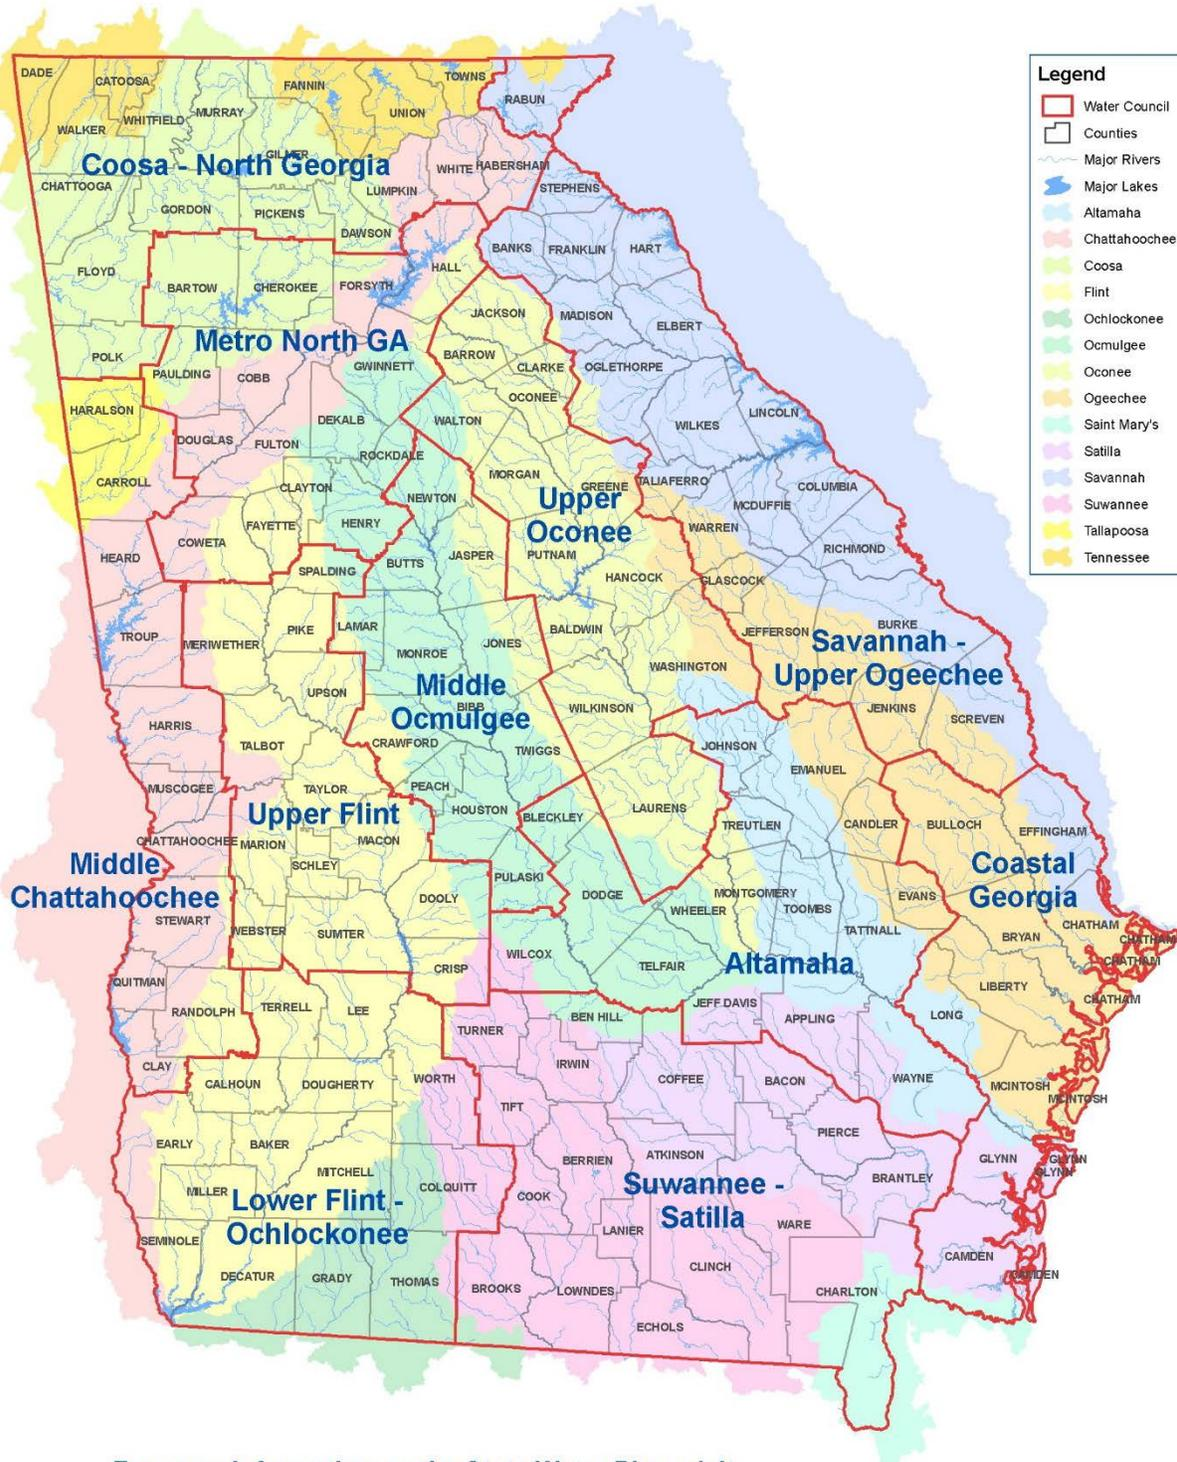 DADE
CATOOSA
FANNIN
TOWNS
UNION
MURRAY
WHITFIELD
WALKER
RABUN
GILMER
Coosa - North Georgia
WHITE
HABERSHAM
CHATTOOGA
LUMPKIN
STEPHENS
GORDON
PICKENS
DAWSON
BANKS
FRANKLIN
HART
FLOYD
HALL
BARTOW
CHEROKEE
FORSYTH
JACKSON
MADISON
ELBERT
Metro North GA
POLK
BARROW
CLARKE
OGLETHORPE
PAULDING
COBB
GWINNETT
OCONEE
HARALSON
DEKALB
WALTON
WILKES
LINCOLN
DOUGLAS
FULTON
ROCKDALE
CARROLL
CLAYTON
NEWTON
MORGAN
GREENE
TALIAFERRO
COLUMBIA
MCDUFFIE
Upper
Oconee
FAYETTE
HENRY
WARREN
COWETA
HEARD
SPALDING
BUTTS
JASPER
PUTNAM
RICHMOND
HANCOCK
GLASCOCK
TROUP
MERIWETHER
PIKE
LAMAR
MONROE
JONES
BALDWIN
JEFFERSON
BURKE
Savannah -
Upper Ogeechee
WASHINGTON
UPSON
Middle
Ocmulgee
BIBB
WILKINSON
JENKINS
SCREVEN
HARRIS
TALBOT
CRAWFORD
TWIGGS
JOHNSON
EMANUEL
MUSCOGEE
TAYLOR
PEACH
HOUSTON
BLECKLEY
LAURENS
TREUTLEN
CANDLER
BULLOCH
EFFINGHAM
Upper Flint
CHATTAHOOCHEE
MARION
MACON
SCHLEY
Middle
Chattahoochee
Coastal
Georgia
PULASKI
DODGE
DOOLY
MONTGOMERY
WHEELER
TOOMBS
EVANS
STEWART
WEBSTER
SUMTER
TATTNALL
BRYAN
CHATHAM
CHATHAM
CHATHAM
WILCOX
CRISP
TELFAIR
Altamaha
QUITMAN
LIBERTY
CHATHAM
RANDOLPH
TERRELL
LEE
TURNER
BEN HILL
JEFF DAVIS
APPLING
LONG
CLAY
CALHOUN
DOUGHERTY
WORTH
IRWIN
COFFEE
BACON
WAYNE
MCINTOSH
MCINTOSH
TIFT
EARLY
BAKER
PIERCE
MITCHELL
BERRIEN
ATKINSON
GLYNN
GLYNN
GLYNN
MILLER
COLQUITT
COOK
BRANTLEY
Lower Flint -
Ochlockonee
Suwannee -
Satilla
LANIER
WARE
SEMINOLE
DECATUR
GRADY
THOMAS
BROOKS
LOWNDES
CLINCH
CAMDEN
CAMDEN
CHARLTON
ECHOLS
Legend
Water Council
Counties
Major Rivers
Major Lakes
Altamaha
Chattahoochee
Coosa
Flint
Ochlockonee
Ocmulgee
Oconee
Ogeechee
Saint Mary's
Satilla
Savannah
Suwannee
Tallapoosa
Tennessee